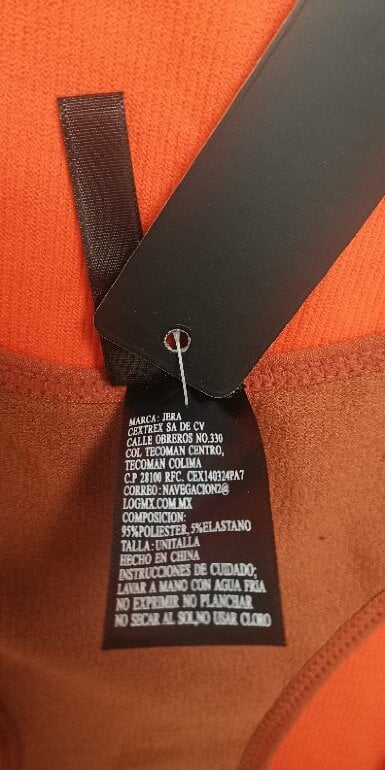 MARCA: JERA
CEXTREX SA DE CV
CALLE OBREROS NO.330
COL TECOMAN CENTRO,
TECOMAN COLIMA
C.P 28100 RFC. CEX140324PA7
CORREO: NAVEGACION2@
LOGMX.COM.MX
COMPOSICION:
95%POLIESTER, 5%ELASTANO
TALLA: UNITALLA
HECHO EN CHINA
INSTRUCCIONES DE CUIDADO;
LAVAR A MANO CON AGUA FRIA
NO EXPRIMIR NO PLANCHAR
NO SECAR AL SOL,NO USAR CLORO